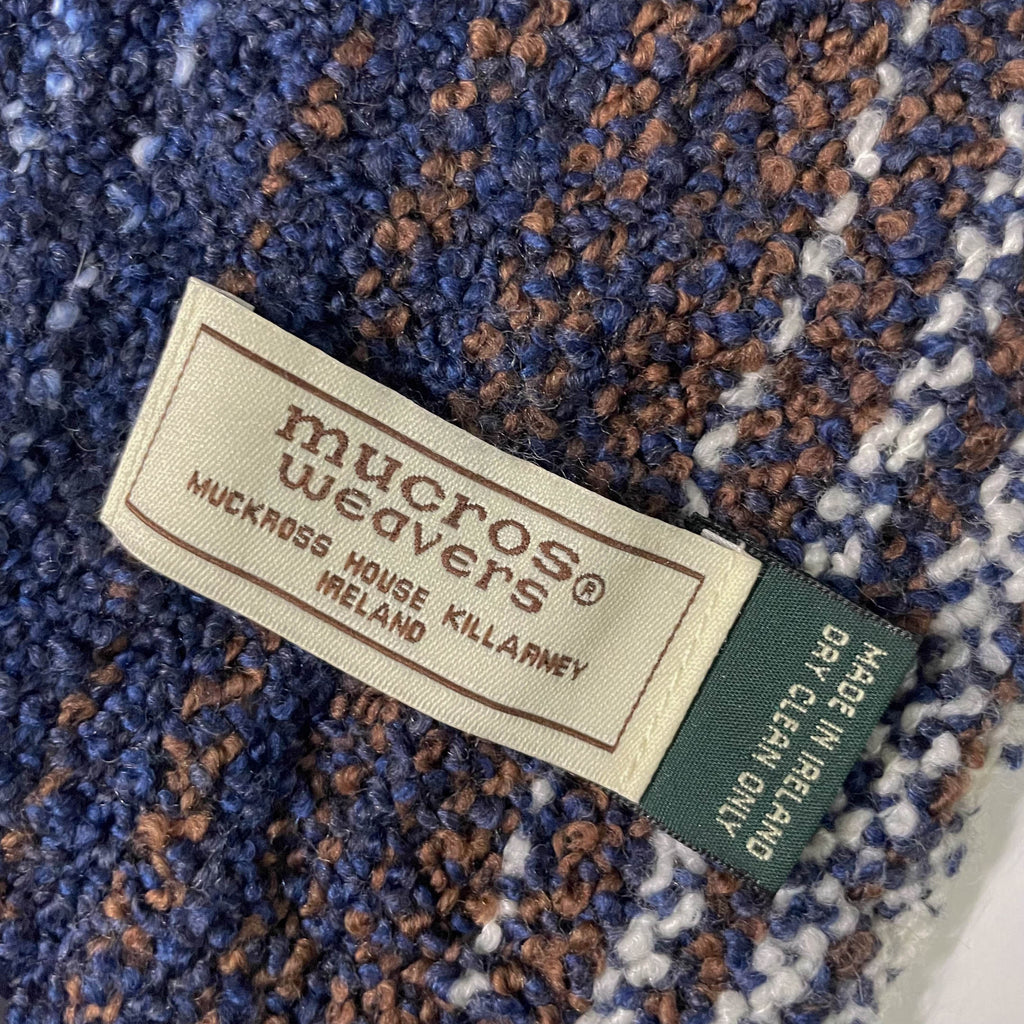 mucros®
weavers
MUCKROSS HOUSE KILLARNEY
IRELAND
MADE IN IRELAND
DRY CLEAN ONLY